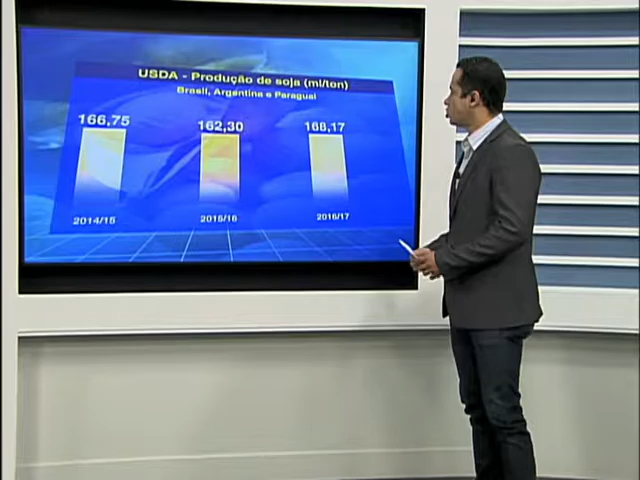 USDA - Produção de soja (mi/ton)
Brasil, Argentina e Paraguai
166,75 162,30 168,17
2014/15 2015/16 2016/17